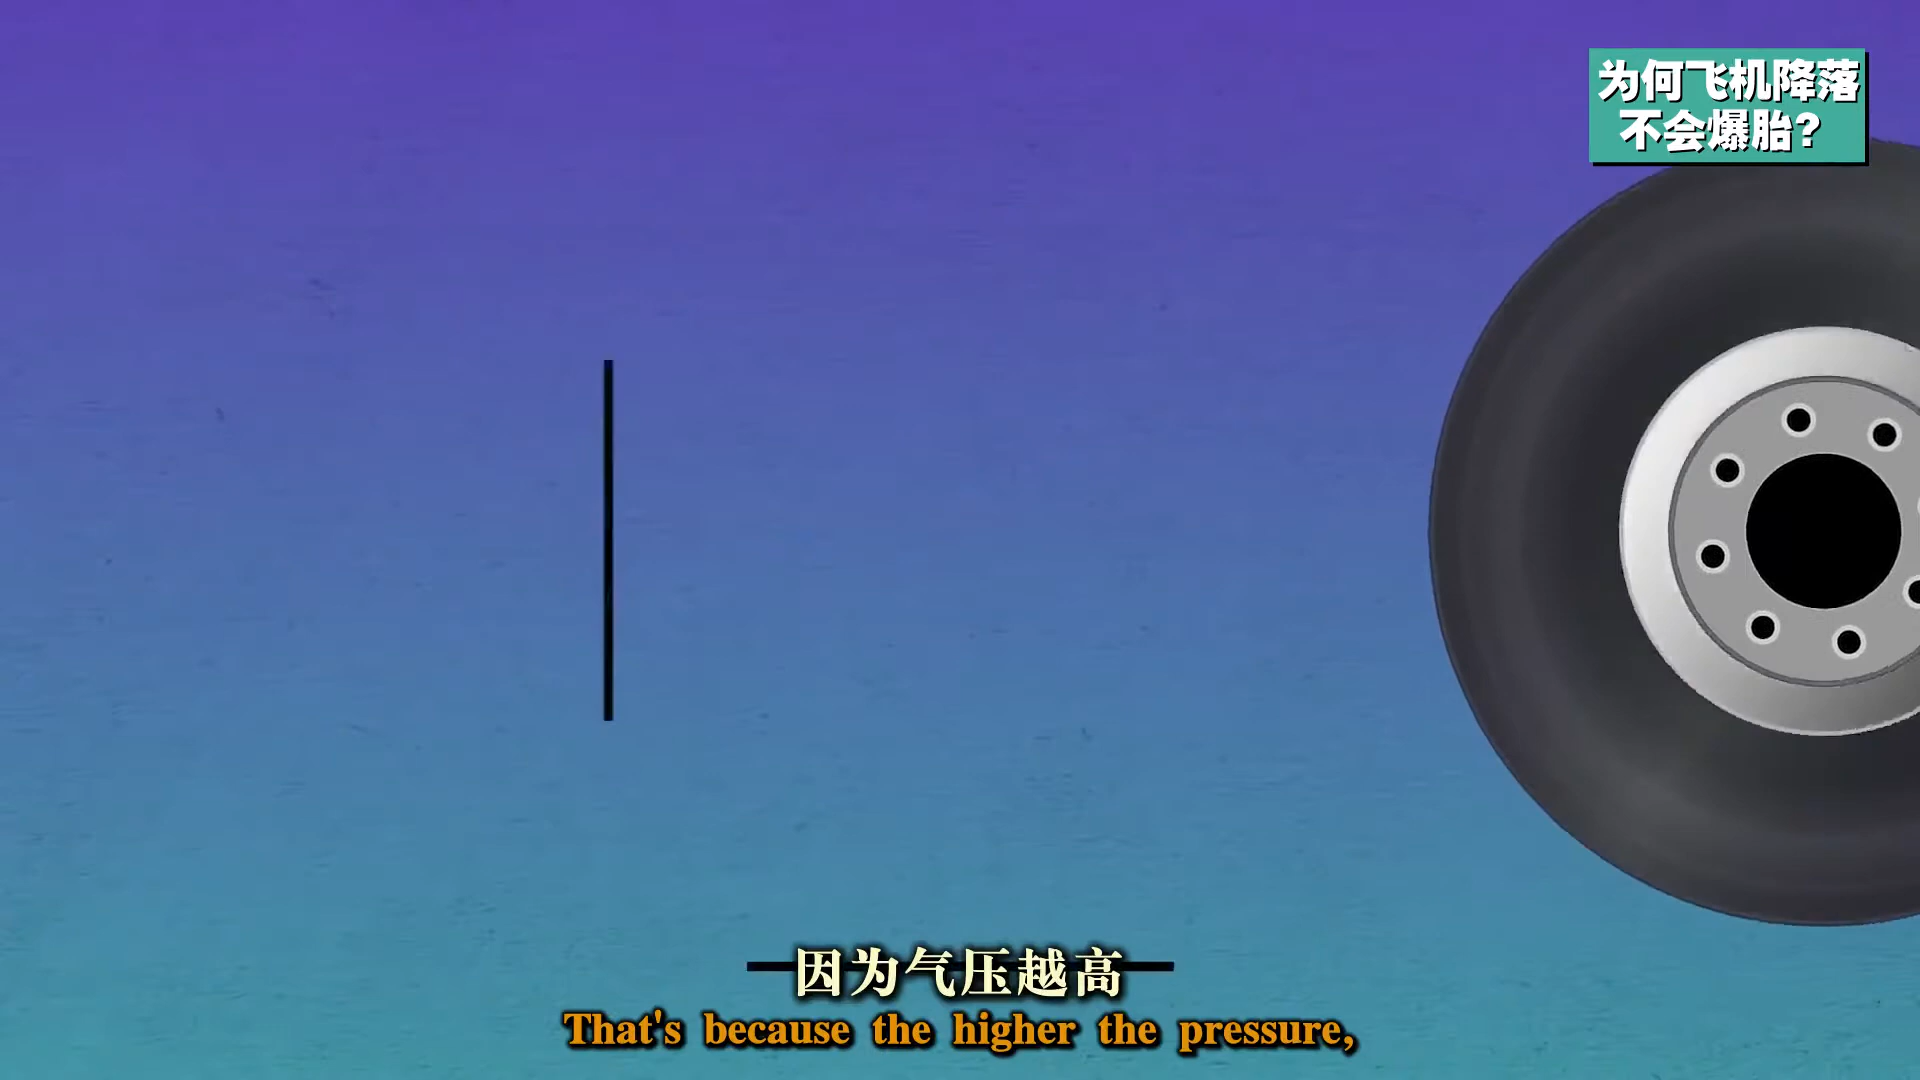 为何飞机降落
不会爆胎?
因为气压越高
That's because the higher the pressure,